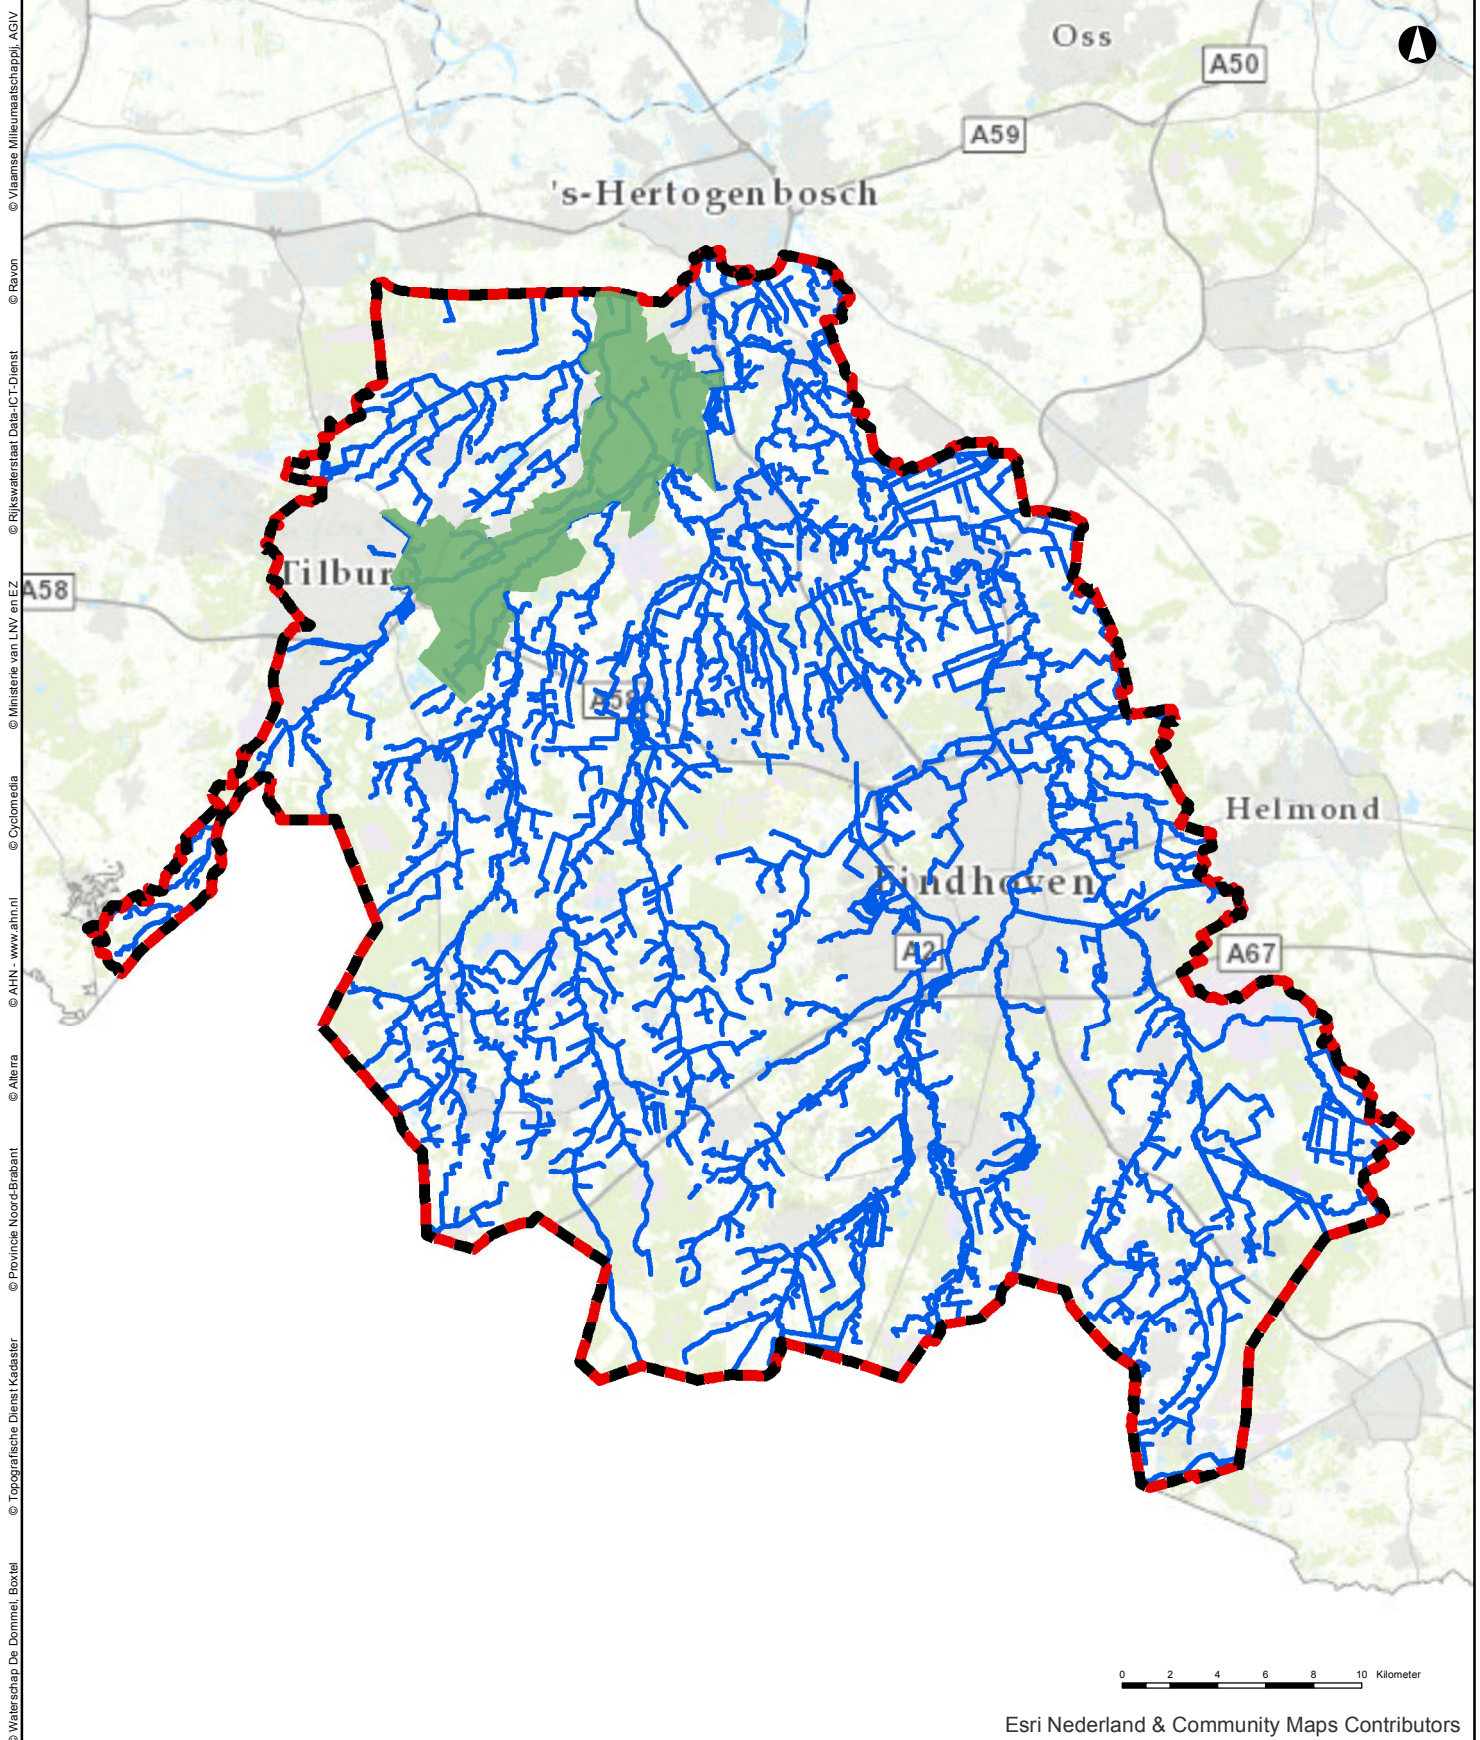 Oss
A50
A59
's-Hertogenbosch
Tilbur
A58
A58
Helmond
Eindhoven
A2
A67
0 2 4 6 8 10 Kilometer
Esri Nederland & Community Maps Contributors
© Waterschap De Dommel, Boxtel © Topografische Dienst Kadaster © Provincie Noord-Brabant © Alterra © AHN - www.ahn.nl © Cyclomedia © Ministerie van LNV en EZ © Rijkswaterstaat Data-ICT-Dienst © Ravon © Vlaamse Milieumaatschappij, AGIV